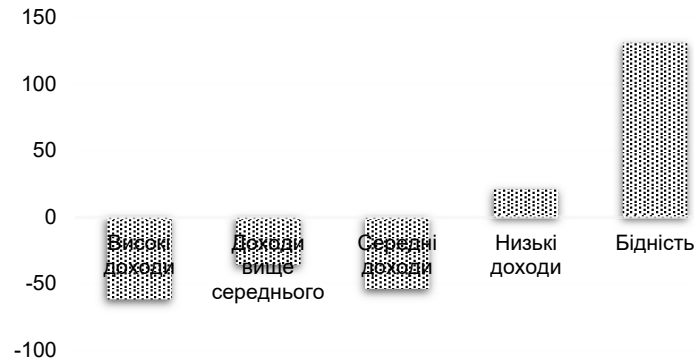 150
100
50
0
-50
-100
Високі
доходи
Доходи
вище
середнього
Середні
доходи
Низькі
доходи
Бідність